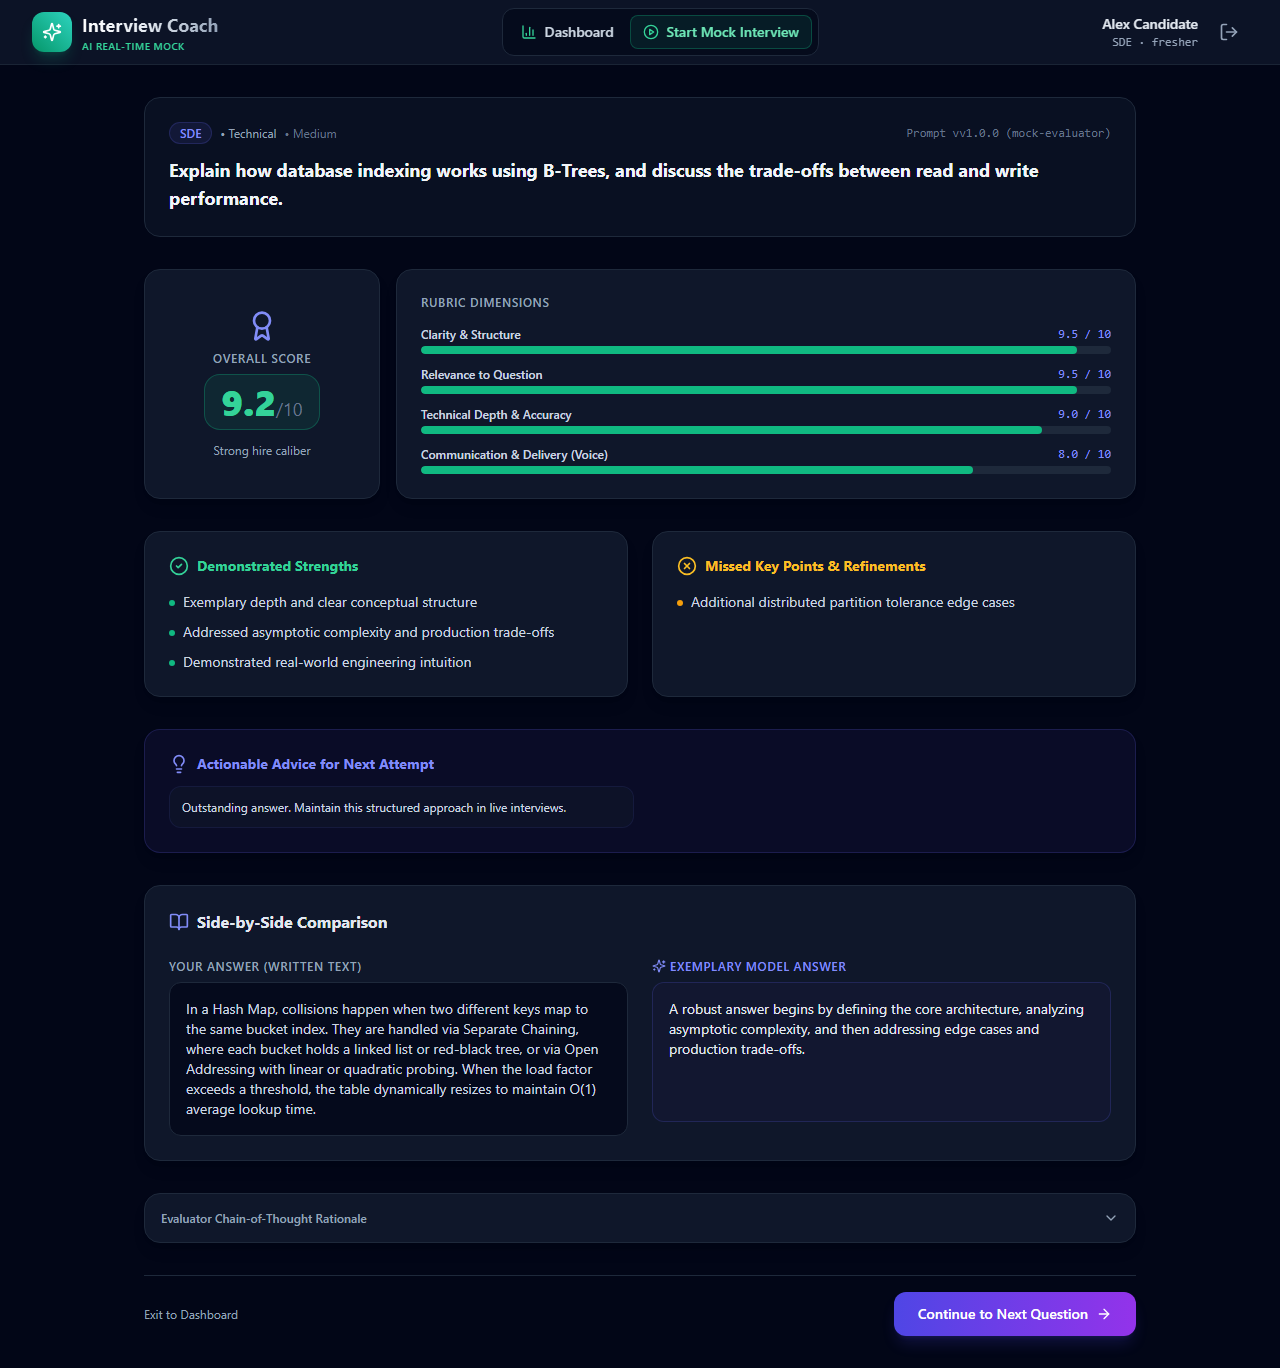 Interview Coach
AI REAL-TIME MOCK
Dashboard
Start Mock Interview
Alex Candidate
SDE • fresher
SDE • Technical • Medium
Prompt vv1.0.0 (mock-evaluator)
Explain how database indexing works using B-Trees, and discuss the trade-offs between read and write
performance.
OVERALL SCORE
9.2/10
Strong hire caliber
RUBRIC DIMENSIONS
Clarity & Structure 9.5 / 10
Relevance to Question 9.5 / 10
Technical Depth & Accuracy 9.0 / 10
Communication & Delivery (Voice) 8.0 / 10
Demonstrated Strengths
• Exemplary depth and clear conceptual structure
• Addressed asymptotic complexity and production trade-offs
• Demonstrated real-world engineering intuition
Missed Key Points & Refinements
• Additional distributed partition tolerance edge cases
Actionable Advice for Next Attempt
Outstanding answer. Maintain this structured approach in live interviews.
Side-by-Side Comparison
YOUR ANSWER (WRITTEN TEXT)
In a Hash Map, collisions happen when two different keys map to
the same bucket index. They are handled via Separate Chaining,
where each bucket holds a linked list or red-black tree, or via Open
Addressing with linear or quadratic probing. When the load factor
exceeds a threshold, the table dynamically resizes to maintain O(1)
average lookup time.
EXEMPLARY MODEL ANSWER
A robust answer begins by defining the core architecture, analyzing
asymptotic complexity, and then addressing edge cases and
production trade-offs.
Evaluator Chain-of-Thought Rationale
Exit to Dashboard
Continue to Next Question